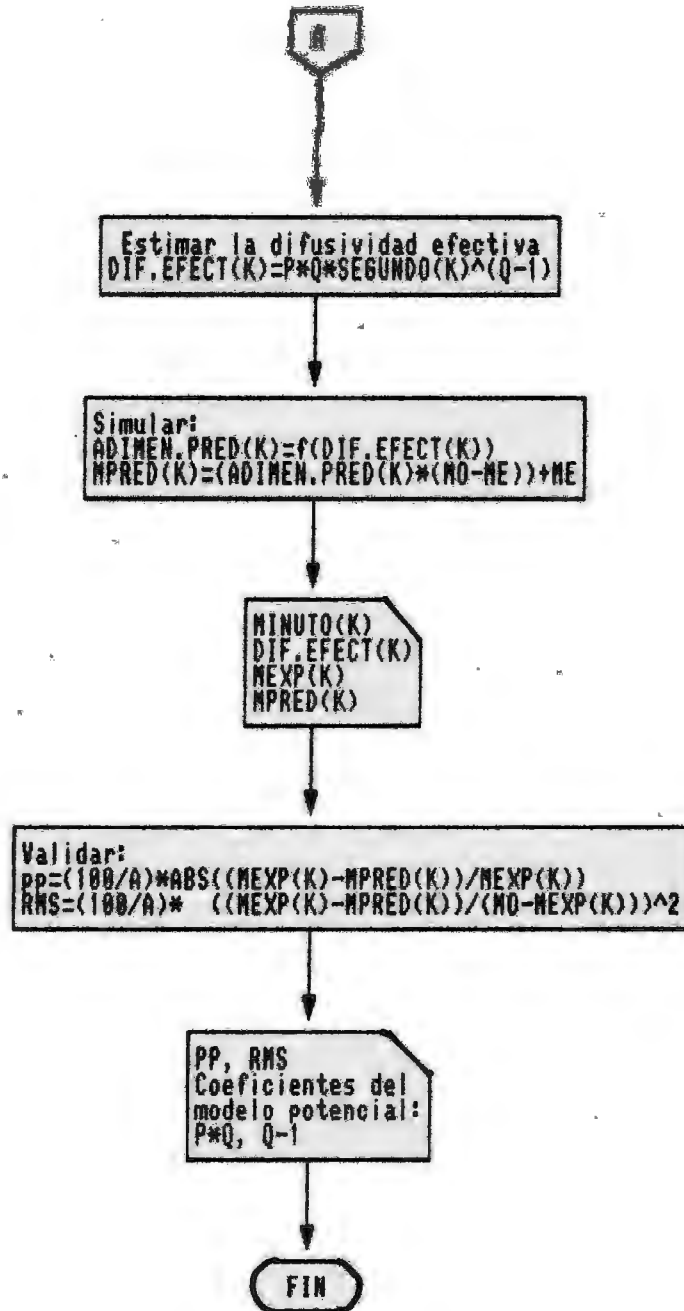 A
Estimar la difusividad efectiva
DIF.EFECT(K)=P*Q*SEGUNDO(K)^(Q-1)
Simular:
ADIMEN.PRED(K)=f(DIF.EFECT(K))
MPRED(K)=(ADIMEN.PRED(K)*(MO-ME))+ME
MINUTO(K)
DIF.EFECT(K)
MEXP(K)
MPRED(K)
Validar:
pp=(100/A)*ABS((MEXP(K)-MPRED(K))/MEXP(K))
RMS=(100/A)* ((MEXP(K)-MPRED(K))/(MO-MEXP(K)))^2
PP, RMS
Coeficientes del
modelo potencial:
P*Q, Q-1
FIN